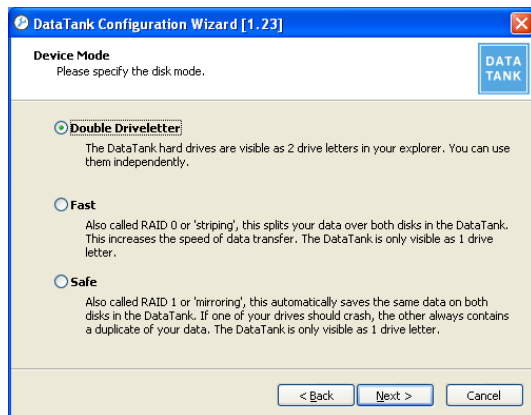 DataTank Configuration Wizard [1.23]
Device Mode
Please specify the disk mode.
DATA
TANK
Double Driveletter
The DataTank hard drives are visible as 2 drive letters in your explorer. You can use
them independently.
Fast
Also called RAID 0 or 'striping', this splits your data over both disks in the DataTank.
This increases the speed of data transfer. The DataTank is only visible as 1 drive
letter.
Safe
Also called RAID 1 or 'mirroring', this automatically saves the same data on both
disks in the DataTank. If one of your drives should crash, the other always contains
a duplicate of your data. The DataTank is only visible as 1 drive letter.
< Back Next > Cancel